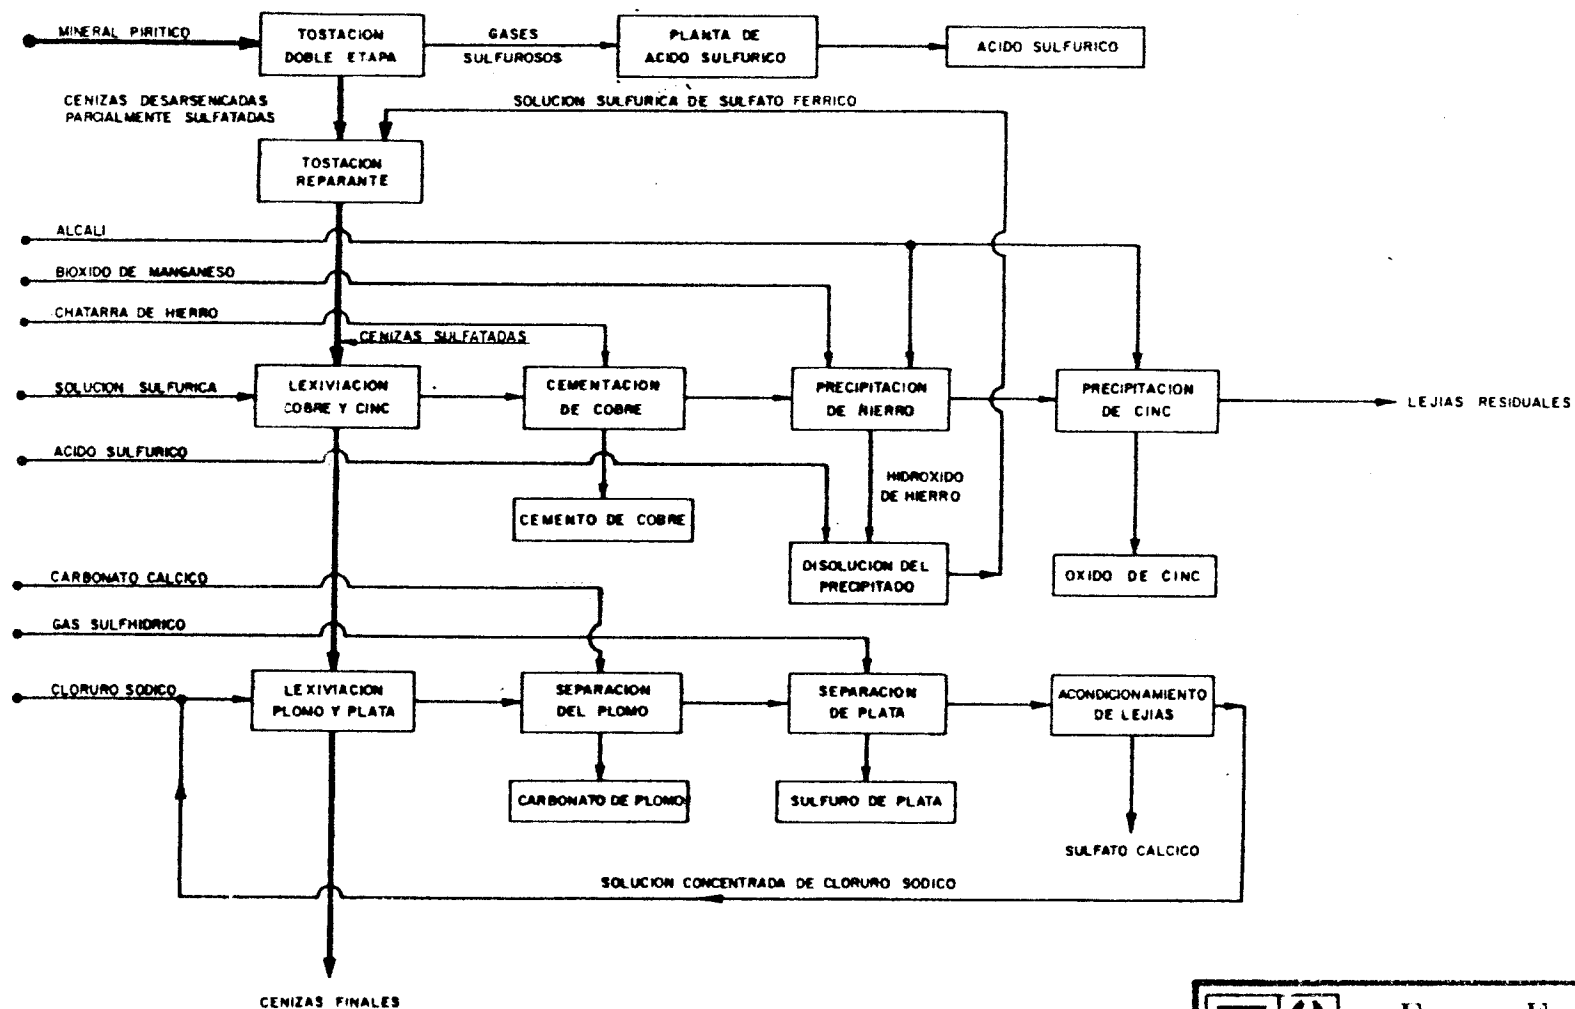 MINERAL PIRITICO
TOSTACION
DOBLE ETAPA
GASES
SULFUROSOS
PLANTA DE
ACIDO SULFURICO
ACIDO SULFURICO
CENIZAS DESARSENICADAS
PARCIALMENTE SULFATADAS
SOLUCION SULFURICA DE SULFATO FERRICO
TOSTACION
REPARANTE
ALCALI
BIOXIDO DE MANGANESO
CHATARRA DE HIERRO
CENIZAS SULFATADAS
SOLUCION SULFURICA
LEXIVIACION
COBRE Y CINC
CEMENTACION
DE COBRE
PRECIPITACION
DE HIERRO
PRECIPITACION
DE CINC
LEJIAS RESIDUALES
ACIDO SULFURICO
HIDROXIDO
DE HIERRO
CEMENTO DE COBRE
DISOLUCION DEL
PRECIPITADO
OXIDO DE CINC
CARBONATO CALCICO
GAS SULFHIDRICO
CLORURO SODICO
LEXIVIACION
PLOMO Y PLATA
SEPARACION
DEL PLOMO
SEPARACION
DE PLATA
ACONDICIONAMIENTO
DE LEJIAS
CARBONATO DE PLOMO
SULFURO DE PLATA
SULFATO CALCICO
SOLUCION CONCENTRADA DE CLORURO SODICO
CENIZAS FINALES